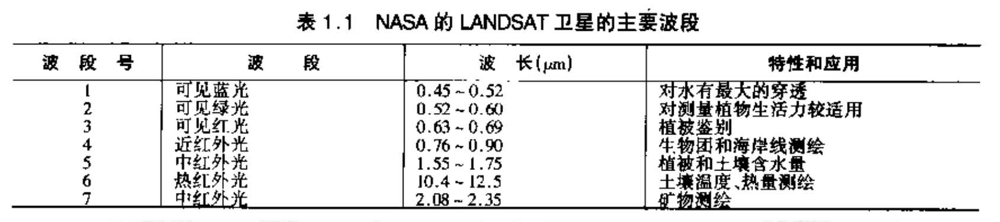 表 1.1 NASA 的 LANDSAT 卫星的主要波段
波 段 号 波 段 波 长(μm) 特性和应用
1 可见蓝光 0.45~0.52 对水有最大的穿透
2 可见绿光 0.52~0.60 对测量植物生活力较适用
3 可见红光 0.63~0.69 植被鉴别
4 近红外光 0.76~0.90 生物团和海岸线测绘
5 中红外光 1.55~1.75 植被和土壤含水量
6 热红外光 10.4~12.5 土壤温度、热量测绘
7 中红外光 2.08~2.35 矿物测绘